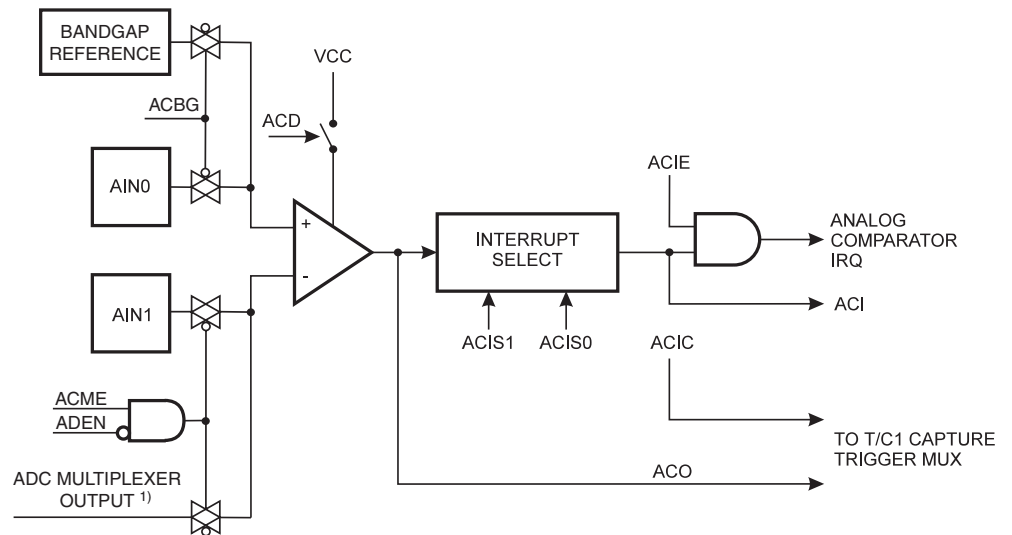 BANDGAP
REFERENCE
VCC
ACBG
ACD
AIN0
ACIE
+
INTERRUPT
SELECT
ANALOG
COMPARATOR
IRQ
-
AIN1
ACI
ACIS1
ACIS0
ACIC
ACME
ADEN
TO T/C1 CAPTURE
TRIGGER MUX
ADC MULTIPLEXER
OUTPUT 1)
ACO